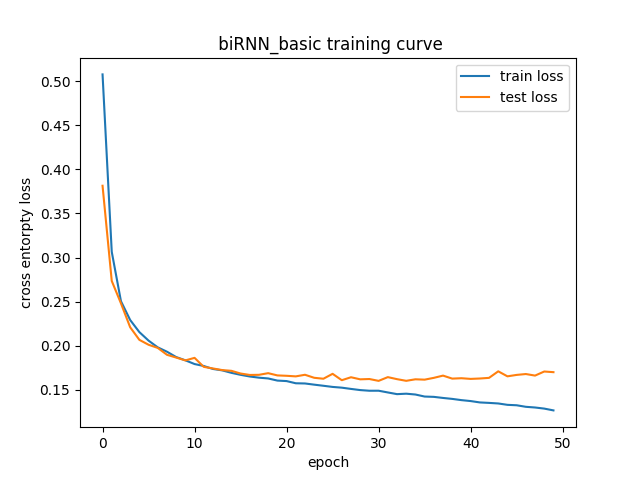 biRNN_basic training curve
train loss
test loss
cross entorpty loss
0.50
0.45
0.40
0.35
0.30
0.25
0.20
0.15
0 10 20 30 40 50
epoch